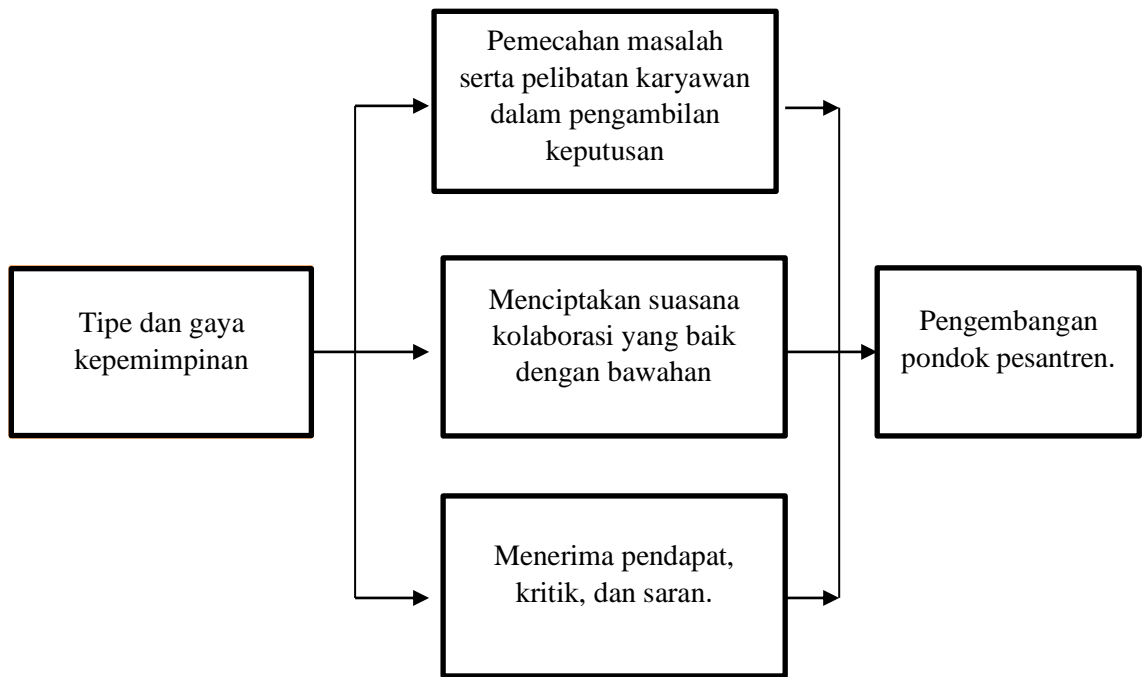 Pemecahan masalah
serta pelibatan karyawan
dalam pengambilan
keputusan
Tipe dan gaya
kepemimpinan
Menciptakan suasana
kolaborasi yang baik
dengan bawahan
Pengembangan
pondok pesantren.
Menerima pendapat,
kritik, dan saran.